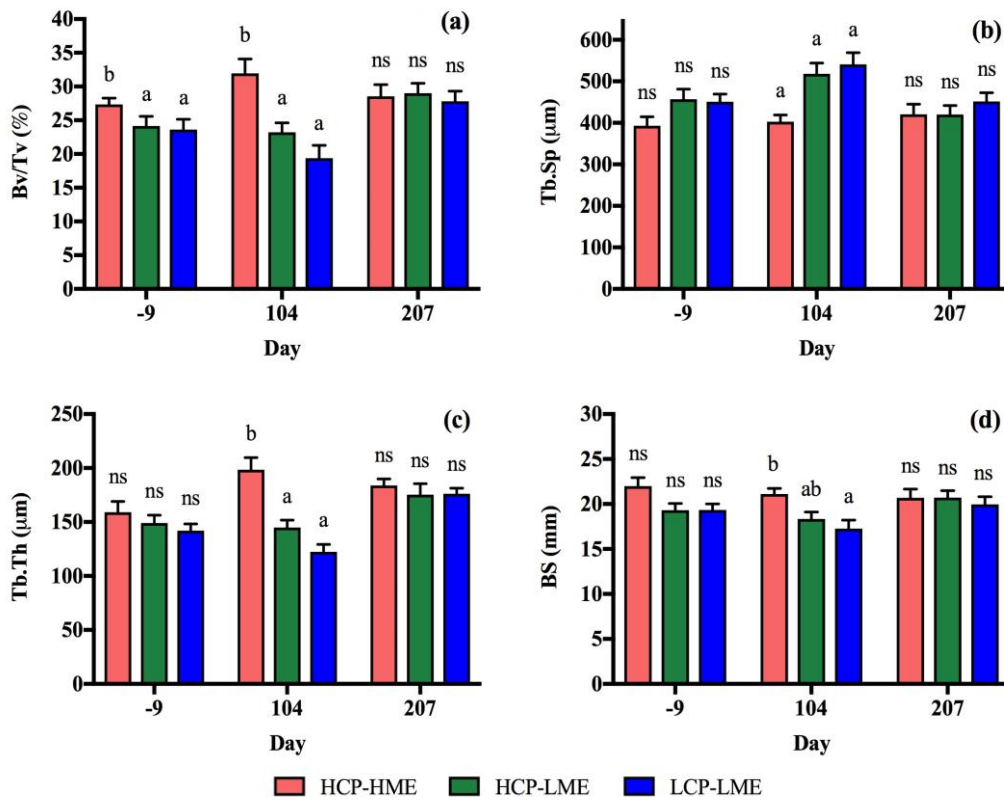 (a)
Bv/Tv (%)
40
35
30
25
20
15
10
5
0
b a a
b a a
ns ns ns
-9 104 207
Day
(b)
Tb.Sp (µm)
600
500
400
300
200
100
0
ns ns ns
a a a
ns ns ns
-9 104 207
Day
(c)
Tb.Th (µm)
250
200
150
100
50
0
ns ns ns
b a a
ns ns ns
-9 104 207
Day
(d)
BS (mm)
30
25
20
15
10
5
0
ns ns ns
b ab a
ns ns ns
-9 104 207
Day
HCP-HME HCP-LME LCP-LME